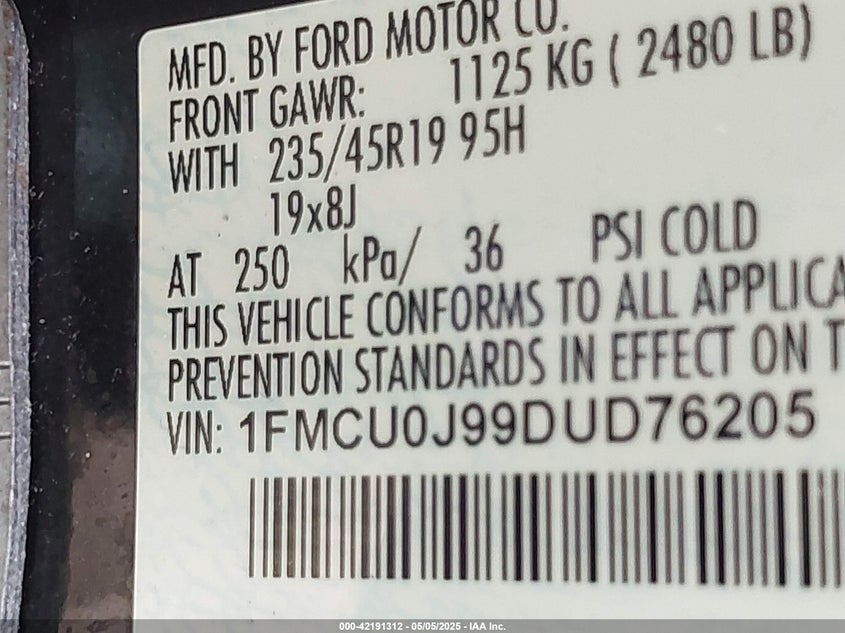 MFD. BY FORD MOTOR CO.
FRONT GAWR: 1125 KG ( 2480 LB)
WITH 235/45R19 95H
19x8J
AT 250 kPa/ 36 PSI COLD
THIS VEHICLE CONFORMS TO ALL APPLICA
PREVENTION STANDARDS IN EFFECT ON T
VIN: 1FMCU0J99DUD76205
000-42191312 - 05/05/2025 - IAA Inc.